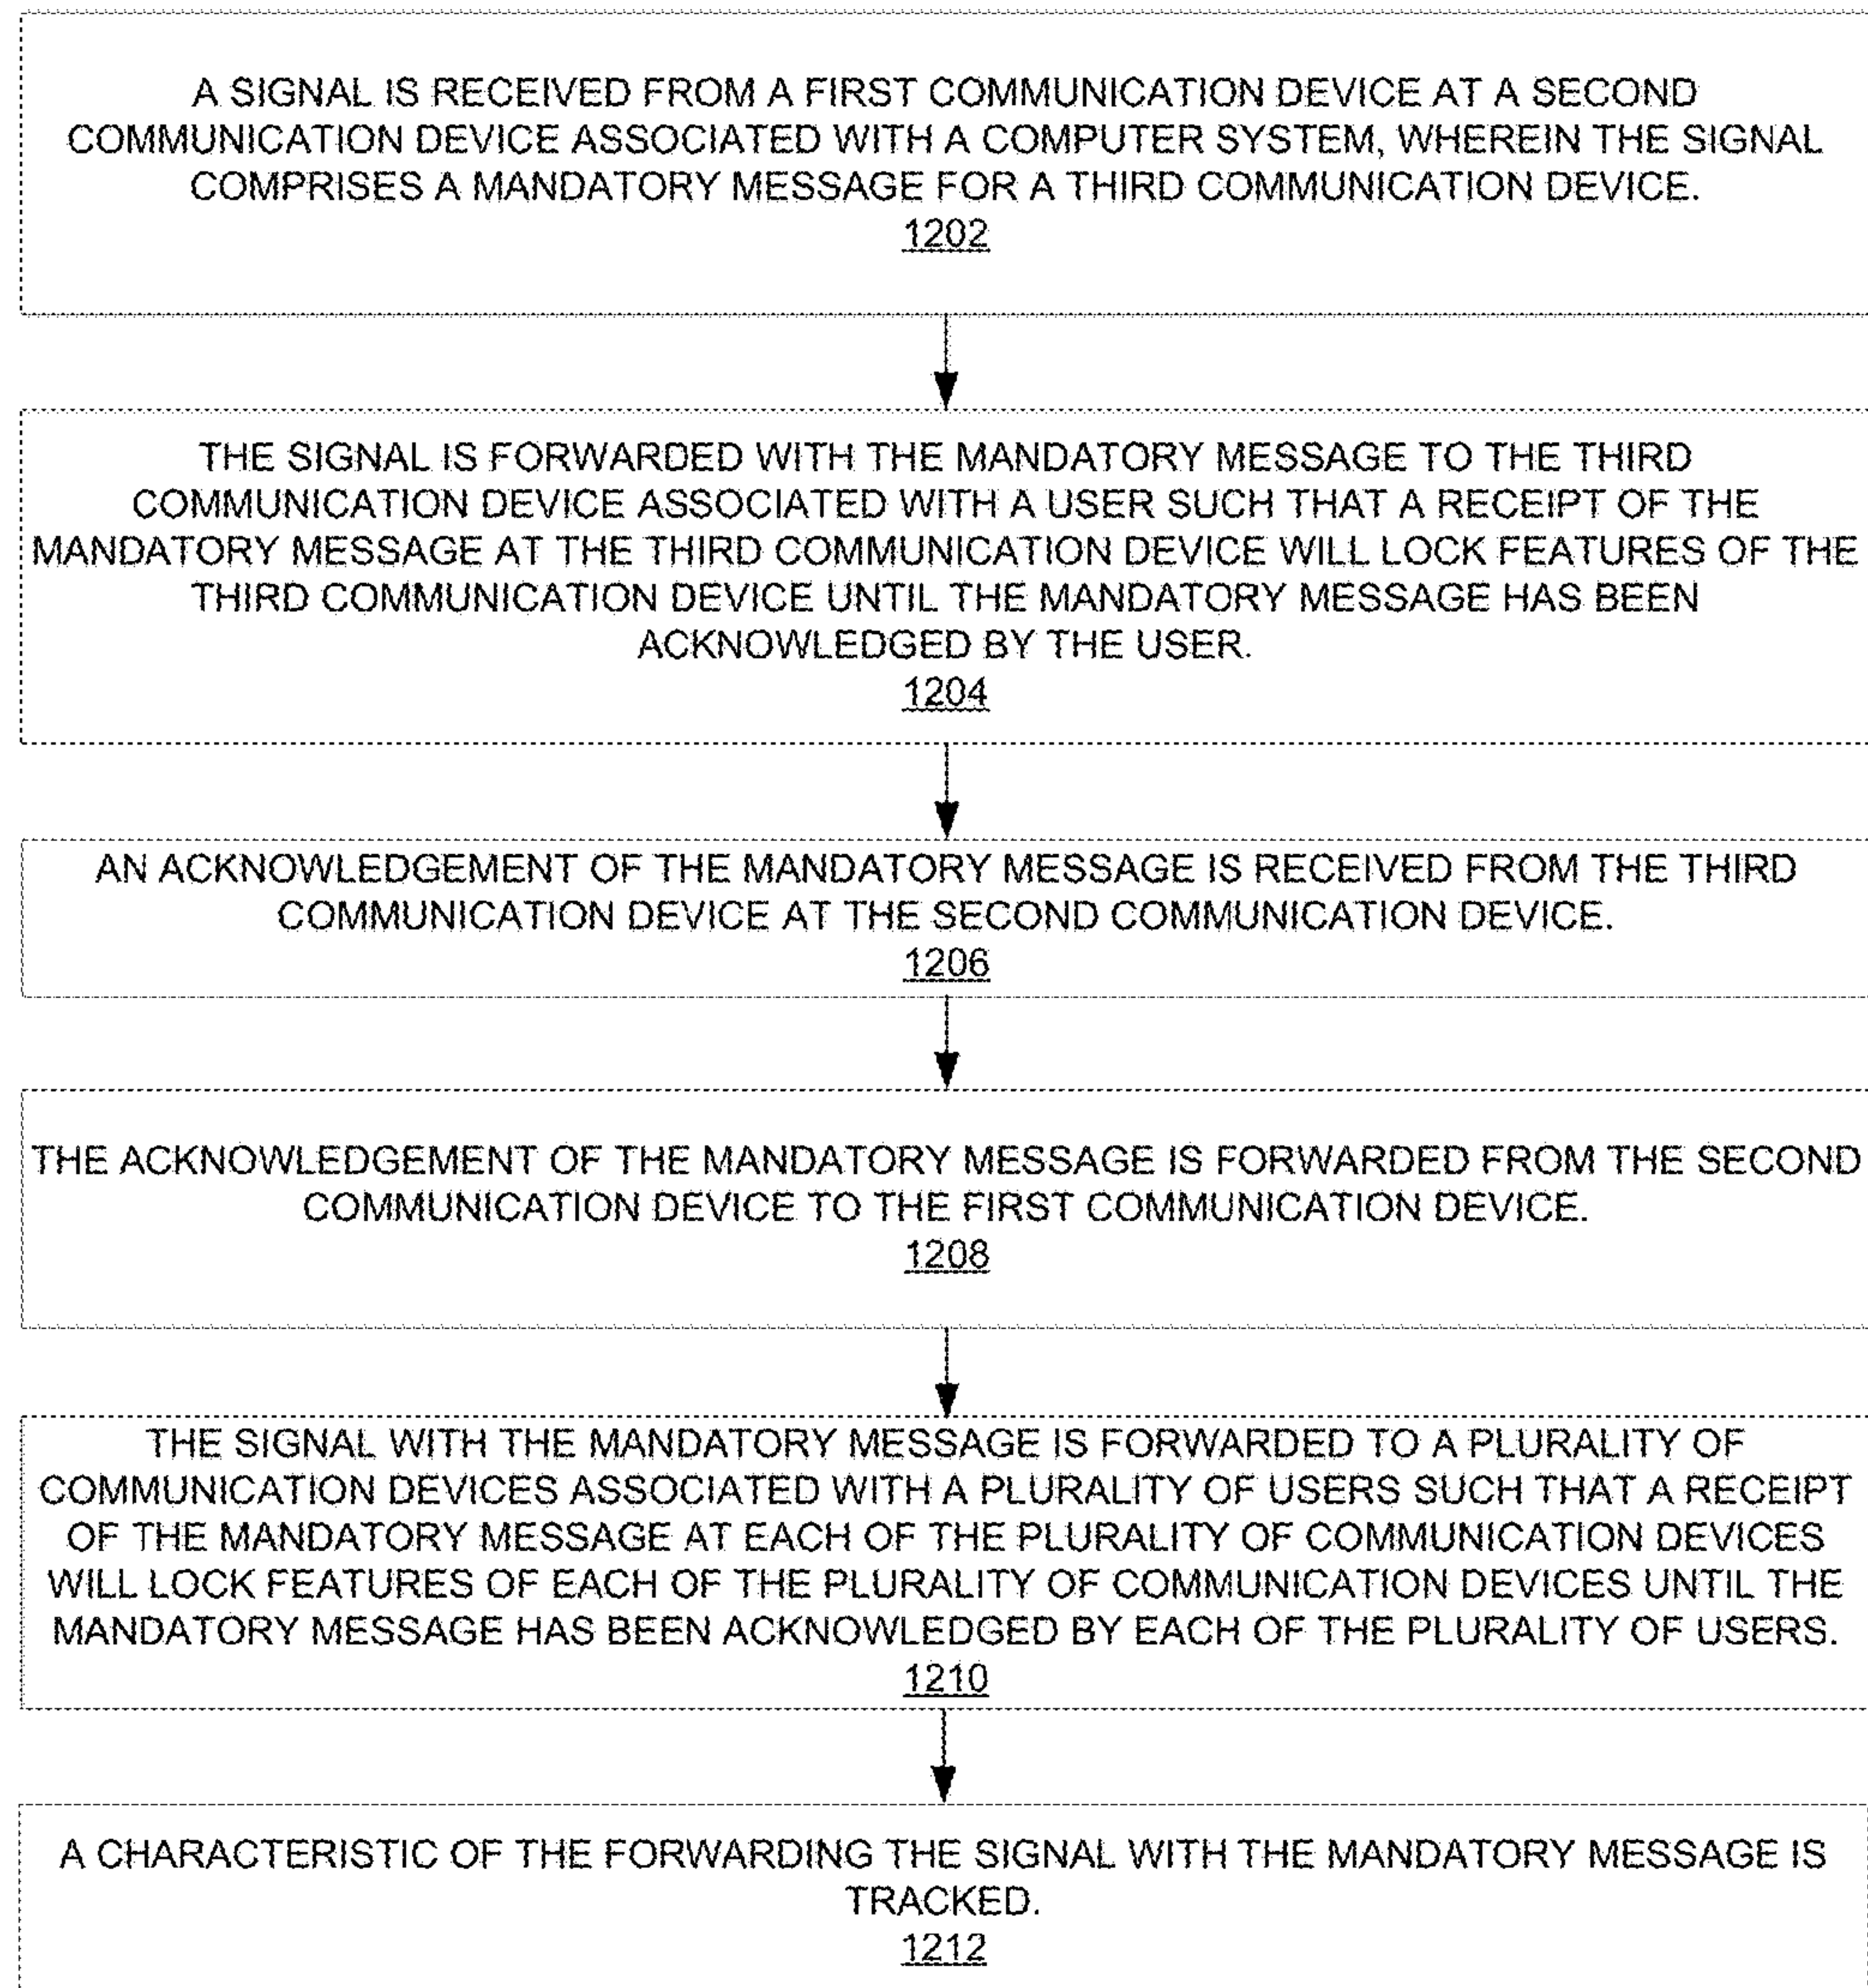 A SIGNAL IS RECEIVED FROM A FIRST COMMUNICATION DEVICE AT A SECOND
COMMUNICATION DEVICE ASSOCIATED WITH A COMPUTER SYSTEM, WHEREIN THE SIGNAL
COMPRISES A MANDATORY MESSAGE FOR A THIRD COMMUNICATION DEVICE.
1202
THE SIGNAL IS FORWARDED WITH THE MANDATORY MESSAGE TO THE THIRD
COMMUNICATION DEVICE ASSOCIATED WITH A USER SUCH THAT A RECEIPT OF THE
MANDATORY MESSAGE AT THE THIRD COMMUNICATION DEVICE WILL LOCK FEATURES OF THE
THIRD COMMUNICATION DEVICE UNTIL THE MANDATORY MESSAGE HAS BEEN
ACKNOWLEDGED BY THE USER.
1204
AN ACKNOWLEDGEMENT OF THE MANDATORY MESSAGE IS RECEIVED FROM THE THIRD
COMMUNICATION DEVICE AT THE SECOND COMMUNICATION DEVICE.
1206
THE ACKNOWLEDGEMENT OF THE MANDATORY MESSAGE IS FORWARDED FROM THE SECOND
COMMUNICATION DEVICE TO THE FIRST COMMUNICATION DEVICE.
1208
THE SIGNAL WITH THE MANDATORY MESSAGE IS FORWARDED TO A PLURALITY OF
COMMUNICATION DEVICES ASSOCIATED WITH A PLURALITY OF USERS SUCH THAT A RECEIPT
OF THE MANDATORY MESSAGE AT EACH OF THE PLURALITY OF COMMUNICATION DEVICES
WILL LOCK FEATURES OF EACH OF THE PLURALITY OF COMMUNICATION DEVICES UNTIL THE
MANDATORY MESSAGE HAS BEEN ACKNOWLEDGED BY EACH OF THE PLURALITY OF USERS.
1210
A CHARACTERISTIC OF THE FORWARDING THE SIGNAL WITH THE MANDATORY MESSAGE IS
TRACKED.
1212